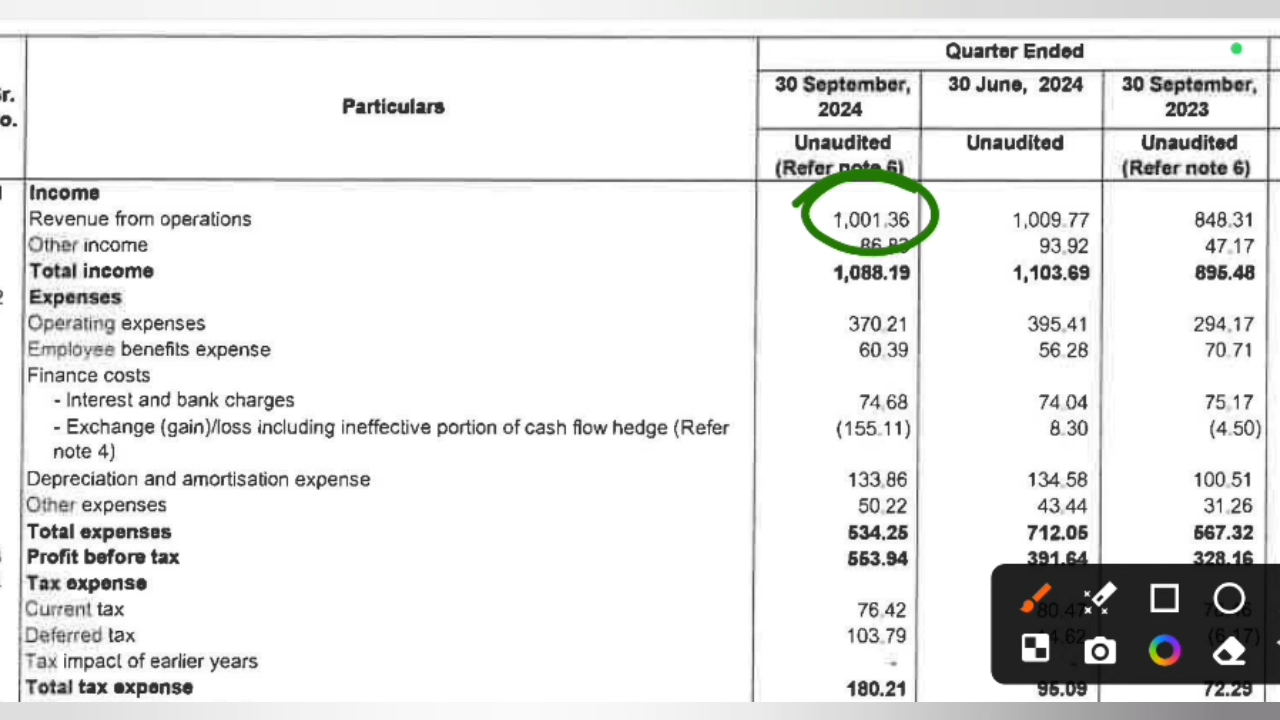 Quarter Ended
30 September, 2024 30 June, 2024 30 September, 2023
Particulars
Unaudited (Refer note 6) Unaudited Unaudited (Refer note 6)
1 Income
Revenue from operations 1,001.36 1,009.77 848.31
Other income 86.83 93.92 47.17
Total income 1,088.19 1,103.69 895.48
2 Expenses
Operating expenses 370.21 395.41 294.17
Employee benefits expense 60.39 56.28 70.71
Finance costs
- Interest and bank charges 74.68 74.04 75.17
- Exchange (gain)/loss including ineffective portion of cash flow hedge (Refer (155.11) 8.30 (4.50)
note 4)
Depreciation and amortisation expense 133.86 134.58 100.51
Other expenses 50.22 43.44 31.26
Total expenses 534.25 712.05 567.32
Profit before tax 553.94 391.64 328.16
Tax expense
Current tax 76.42
Deferred tax 103.79
Tax impact of earlier years - -
Total tax expense 180.21 95.09 72.29